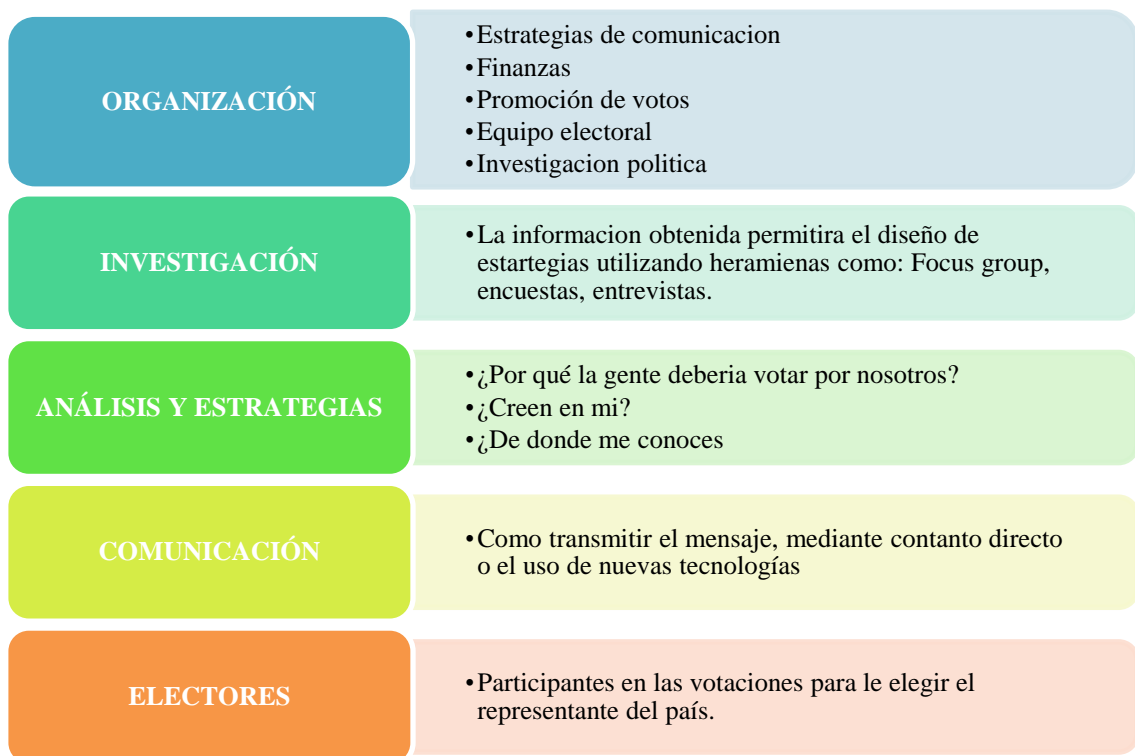 ORGANIZACIÓN
•Estrategias de comunicacion
•Finanzas
•Promoción de votos
•Equipo electoral
•Investigacion politica
INVESTIGACIÓN
•La informacion obtenida permitira el diseño de
estartegias utilizando heramienas como: Focus group,
encuestas, entrevistas.
ANÁLISIS Y ESTRATEGIAS
•¿Por qué la gente deberia votar por nosotros?
•¿Creen en mi?
•¿De donde me conoces
COMUNICACIÓN
•Como transmitir el mensaje, mediante contanto directo
o el uso de nuevas tecnologías
ELECTORES
•Participantes en las votaciones para le elegir el
representante del país.